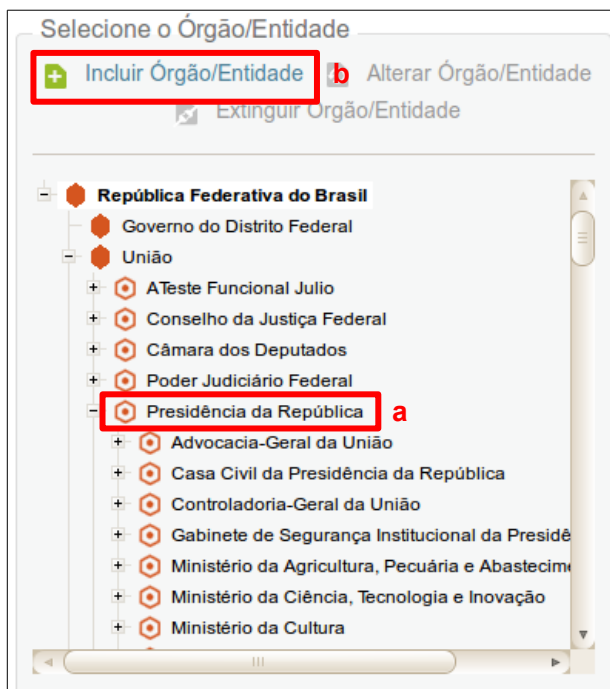 Selecione o Órgão/Entidade
Incluir Órgão/Entidade b Alterar Órgão/Entidade
Extinguir Órgão/Entidade
República Federativa do Brasil
Governo do Distrito Federal
União
ATeste Funcional Julio
Conselho da Justiça Federal
Câmara dos Deputados
Poder Judiciário Federal
Presidência da República a
Advocacia-Geral da União
Casa Civil da Presidência da República
Controladoria-Geral da União
Gabinete de Segurança Institucional da Presidê
Ministério da Agricultura, Pecuária e Abastecime
Ministério da Ciência, Tecnologia e Inovação
Ministério da Cultura